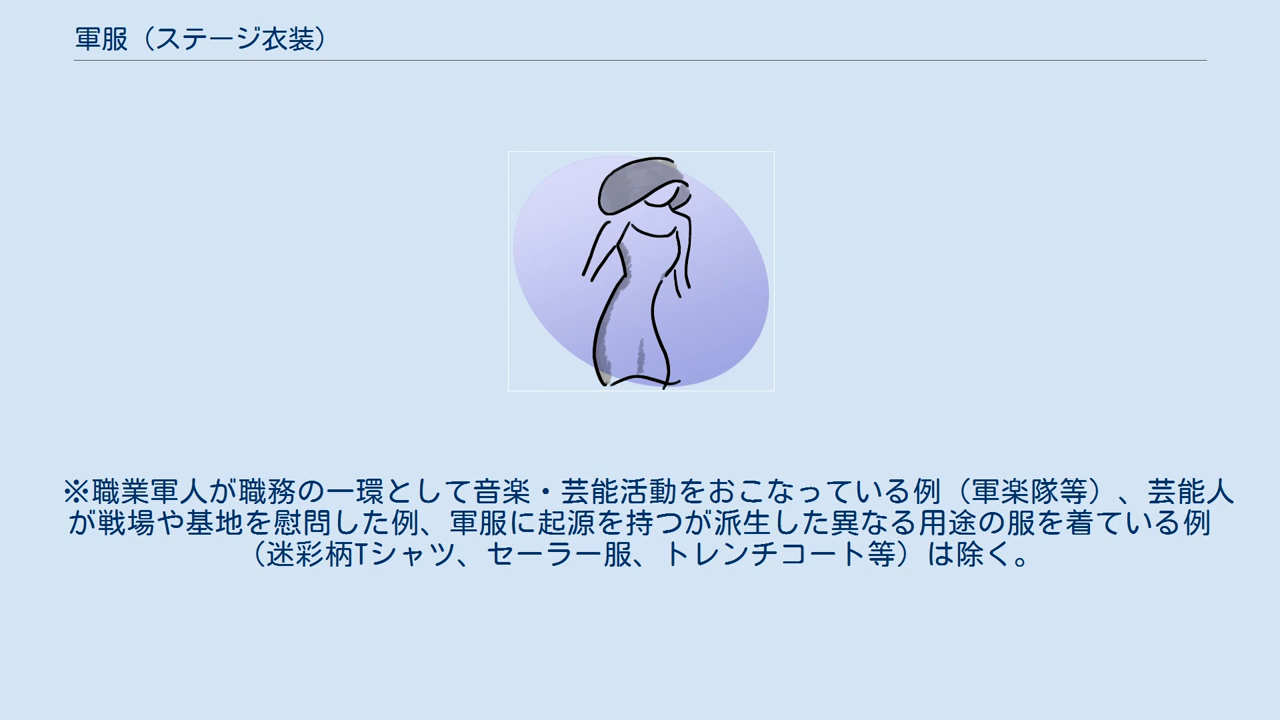 軍服（ステージ衣装）
※職業軍人が職務の一環として音楽・芸能活動をおこなっている例（軍楽隊等）、芸能人
が戦場や基地を慰問した例、軍服に起源を持つが派生した異なる用途の服を着ている例
（迷彩柄Tシャツ、セーラー服、トレンチコート等）は除く。